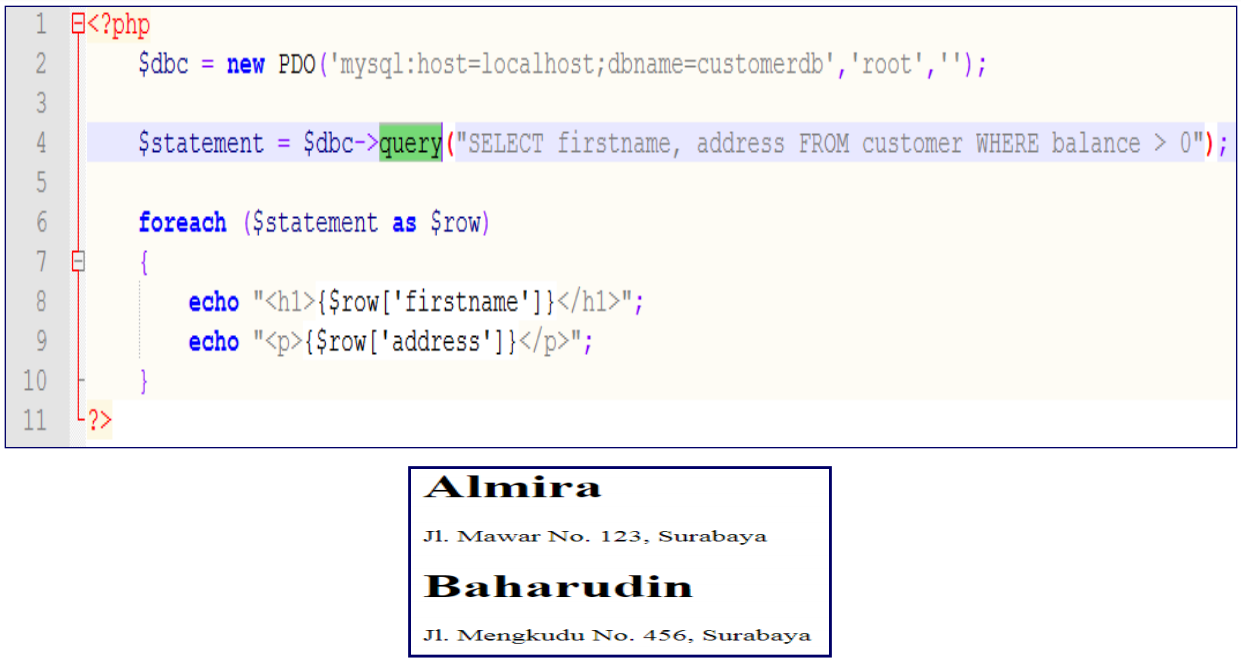 1 <?php
2 $dbc = new PDO('mysql:host=localhost;dbname=customerdb','root','');
3
4 $statement = $dbc->query("SELECT firstname, address FROM customer WHERE balance > 0");
5
6 foreach ($statement as $row)
7 {
8 echo "<h1>{$row['firstname']}</h1>";
9 echo "<p>{$row['address']}</p>";
10 }
11 ?>
Almira
Jl. Mawar No. 123, Surabaya
Baharudin
Jl. Mengkudu No. 456, Surabaya